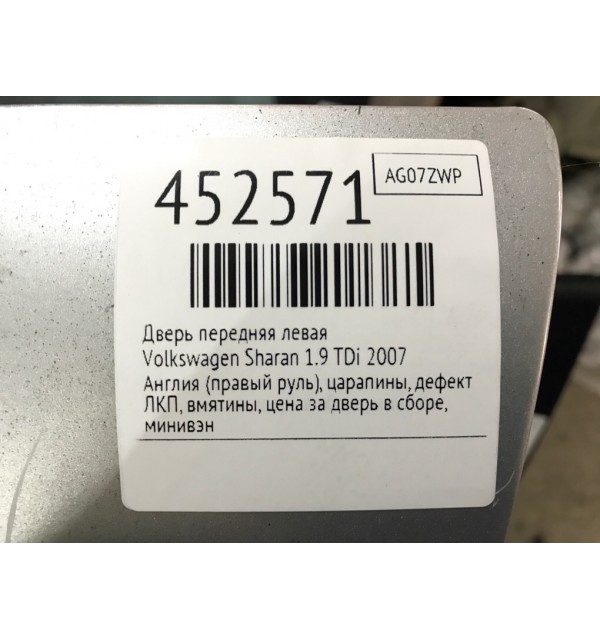 452571
AG07ZWP
Дверь передняя левая
Volkswagen Sharan 1.9 TDi 2007
Англия (правый руль), царапины, дефект
ЛКП, вмятины, цена за дверь в сборе,
минивэн